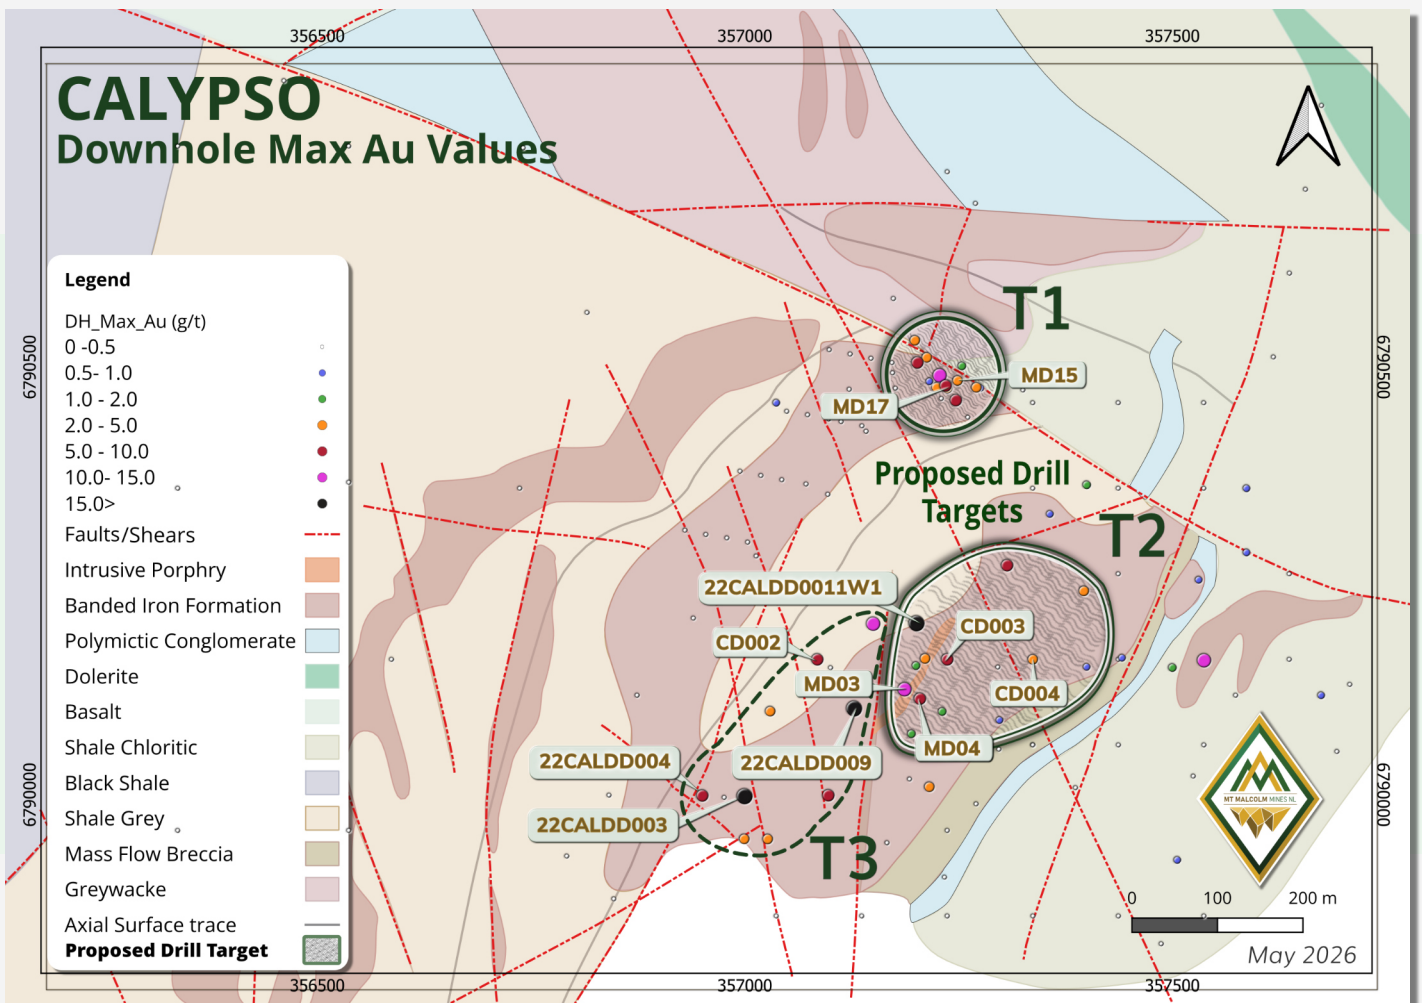 356500
357000
357500
CALYPSO
Downhole Max Au Values
Legend
DH_Max_Au (g/t)
0 -0.5
0.5- 1.0
1.0 - 2.0
2.0 - 5.0
5.0 - 10.0
10.0- 15.0
15.0>
Faults/Shears
Intrusive Porphry
Banded Iron Formation
Polymictic Conglomerate
Dolerite
Basalt
Shale Chloritic
Black Shale
Shale Grey
Mass Flow Breccia
Greywacke
Axial Surface trace
Proposed Drill Target
6790500
6790000
T1
MD15
MD17
Proposed Drill
Targets
T2
22CALDD0011W1
CD003
CD002
MD03
CD004
MD04
22CALDD004
22CALDD009
22CALDD003
T3
6790500
6790000
MT MALCOLM MINES NL
0 100 200 m
May 2026
356500
357000
357500